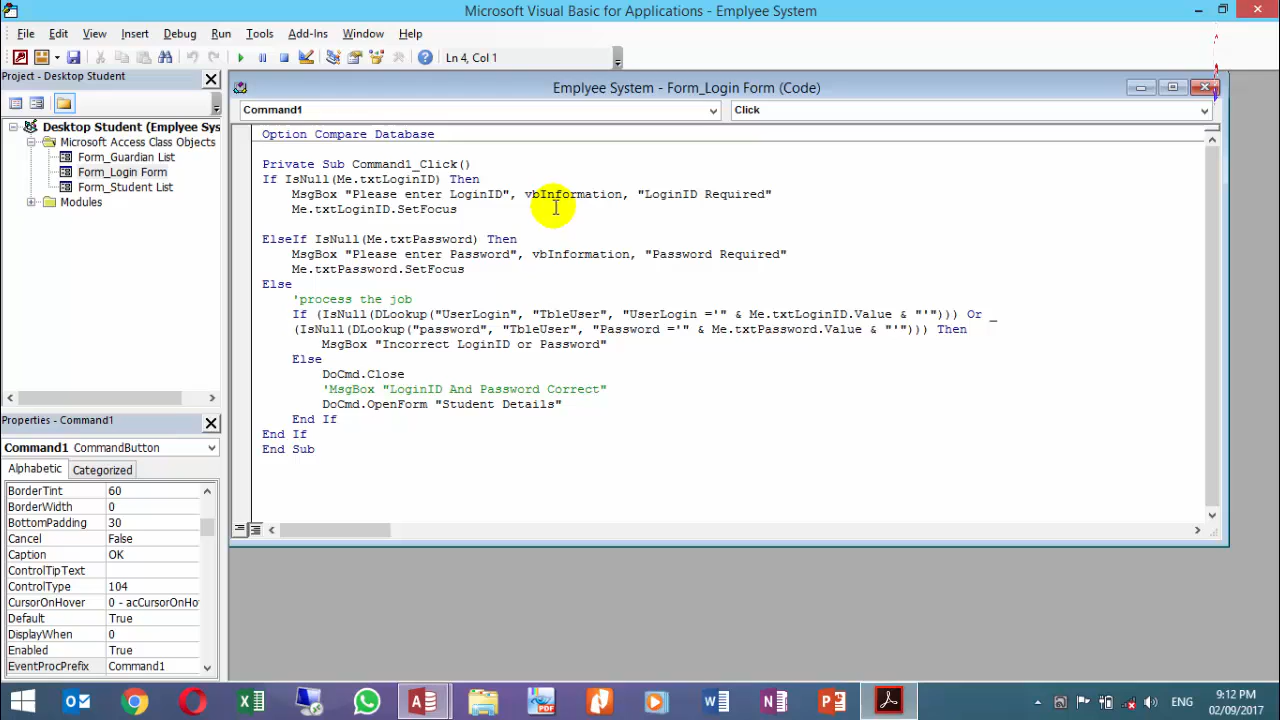 Microsoft Visual Basic for Applications - Emplyee System
File Edit View Insert Debug Run Tools Add-Ins Window Help
Ln 4, Col 1
Project - Desktop Student
Desktop Student (Emplyee Sys
Microsoft Access Class Objects
Form_Guardian List
Form_Login Form
Form_Student List
Modules
Emplyee System - Form_Login Form (Code)
Command1 Click
Option Compare Database
Private Sub Command1_Click()
If IsNull(Me.txtLoginID) Then
MsgBox "Please enter LoginID", vbInformation, "LoginID Required"
Me.txtLoginID.SetFocus
ElseIf IsNull(Me.txtPassword) Then
MsgBox "Please enter Password", vbInformation, "Password Required"
Me.txtPassword.SetFocus
Else
'process the job
If (IsNull(DLookup("UserLogin", "TbleUser", "UserLogin ='" & Me.txtLoginID.Value & "'"))) Or _
(IsNull(DLookup("password", "TbleUser", "Password ='" & Me.txtPassword.Value & "'"))) Then
MsgBox "Incorrect LoginID or Password"
Else
DoCmd.Close
'MsgBox "LoginID And Password Correct"
DoCmd.OpenForm "Student Details"
End If
End If
End Sub
Properties - Command1
Command1 CommandButton
Alphabetic Categorized
BorderTint 60
BorderWidth 0
BottomPadding 30
Cancel False
Caption OK
ControlTipText
ControlType 104
CursorOnHover 0 - acCursorOnHo
Default True
DisplayWhen 0
Enabled True
EventProcPrefix Command1
ENG
9:12 PM
02/09/2017